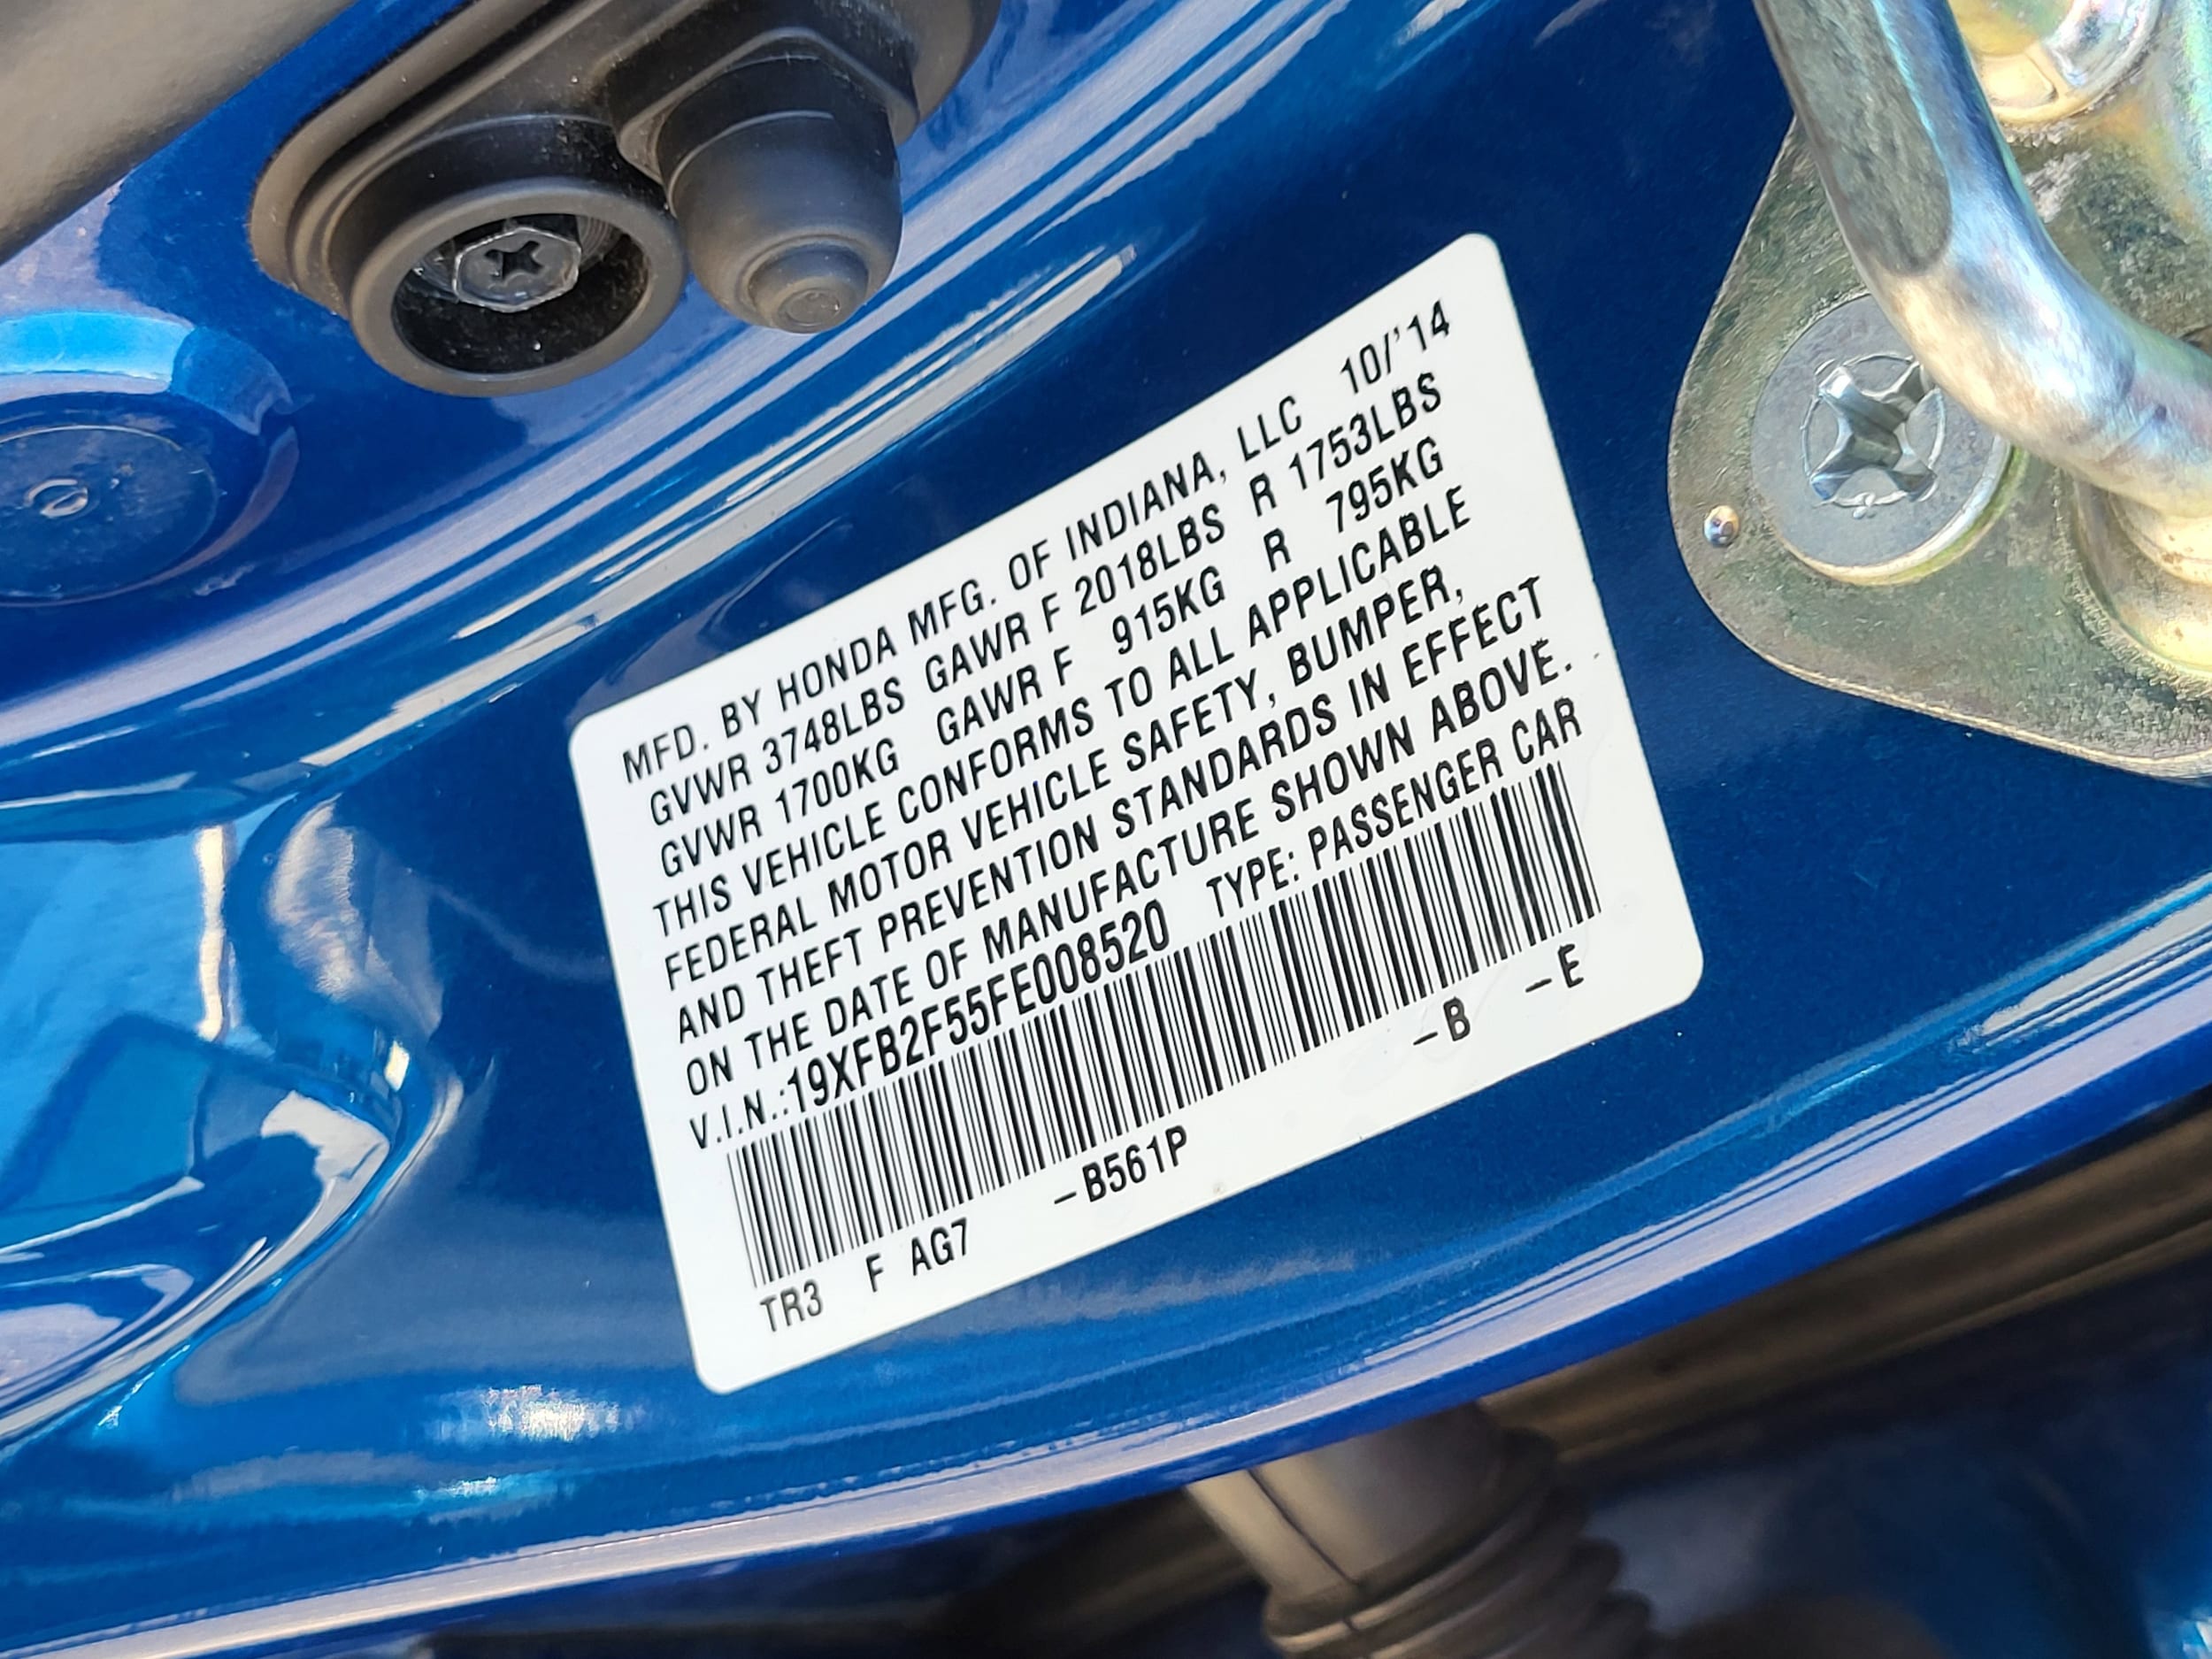 MFD. BY HONDA MFG. OF INDIANA, LLC 10/'14
GVWR 3748LBS GAWR F 2018LBS R 1753LBS
GVWR 1700KG GAWR F 915KG R 795KG
THIS VEHICLE CONFORMS TO ALL APPLICABLE
FEDERAL MOTOR VEHICLE SAFETY, BUMPER,
AND THEFT PREVENTION STANDARDS IN EFFECT
ON THE DATE OF MANUFACTURE SHOWN ABOVE.
V.I.N.:19XFB2F55FE008520 TYPE: PASSENGER CAR
TR3 F AG7 -B561P -B -E